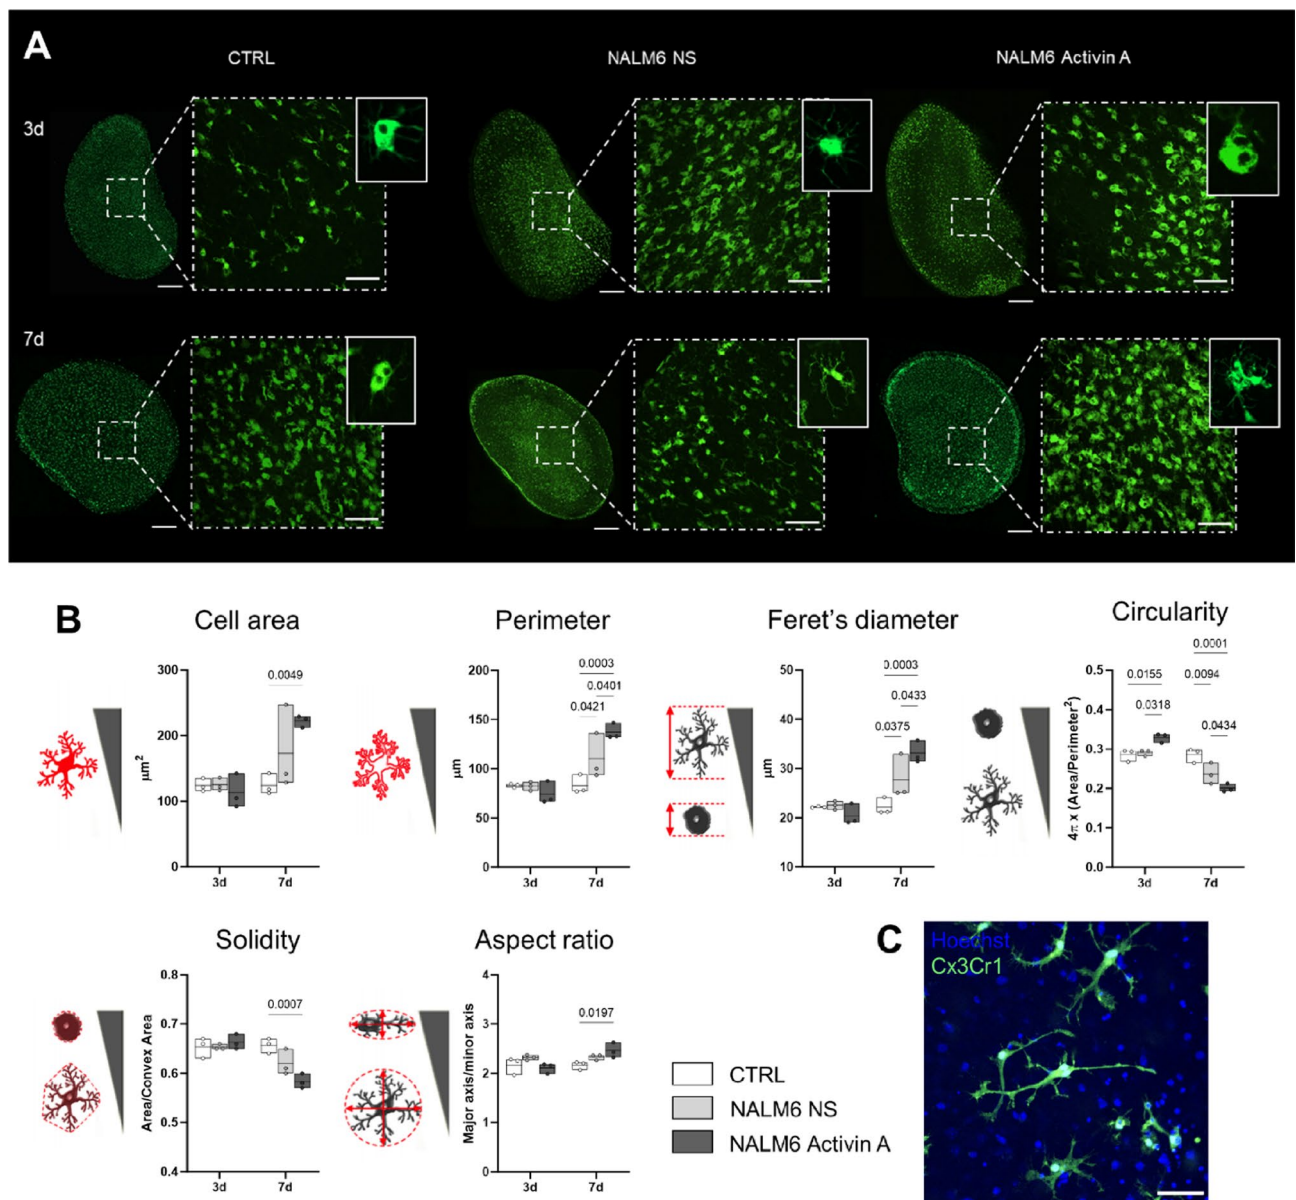 A
CTRL
NALM6 NS
NALM6 Activin A
3d
7d
B
Cell area
µm²
300
200
100
0
0.0049
3d
7d
Perimeter
µm
200
150
100
50
0
0.0003
0.0401
0.0421
3d
7d
Feret's diameter
µm
50
40
30
20
10
0.0003
0.0433
0.0375
3d
7d
Circularity
4π x (Area/Perimeter²)
0.5
0.4
0.3
0.2
0.1
0.0
0.0001
0.0155
0.0094
0.0318
0.0434
3d
7d
Solidity
Area/Convex Area
0.8
0.7
0.6
0.5
0.4
0.0007
3d
7d
Aspect ratio
Major axis/minor axis
4
3
2
1
0
0.0197
3d
7d
CTRL
NALM6 NS
NALM6 Activin A
C
Hoechst
Cx3Cr1